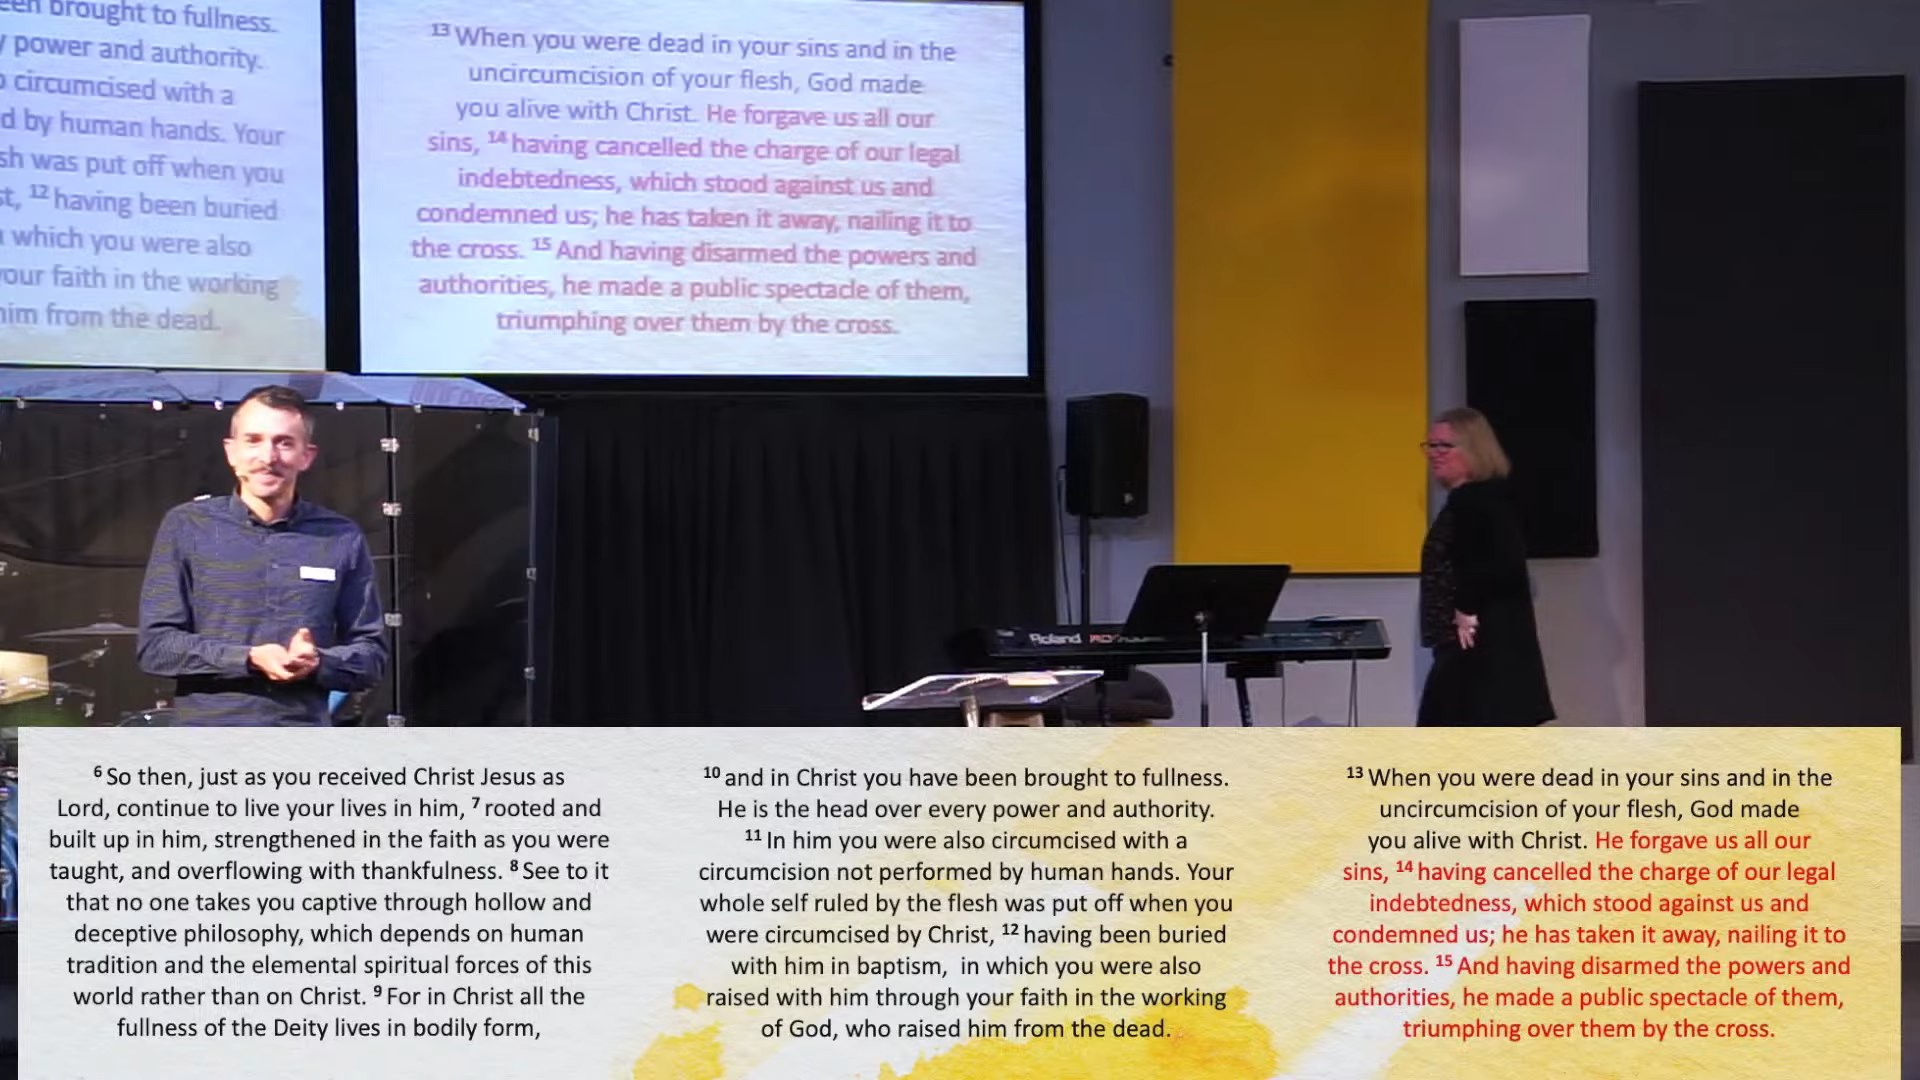 een brought to fullness.
power and authority.
circumcised with a
d by human hands. Your
sh was put off when you
t, ¹² having been buried
which you were also
our faith in the working
him from the dead.
¹³ When you were dead in your sins and in the
uncircumcision of your flesh, God made
you alive with Christ. He forgave us all our
sins, ¹⁴ having cancelled the charge of our legal
indebtedness, which stood against us and
condemned us; he has taken it away, nailing it to
the cross. ¹⁵ And having disarmed the powers and
authorities, he made a public spectacle of them,
triumphing over them by the cross.
Roland
⁶ So then, just as you received Christ Jesus as
Lord, continue to live your lives in him, ⁷ rooted and
built up in him, strengthened in the faith as you were
taught, and overflowing with thankfulness. ⁸ See to it
that no one takes you captive through hollow and
deceptive philosophy, which depends on human
tradition and the elemental spiritual forces of this
world rather than on Christ. ⁹ For in Christ all the
fullness of the Deity lives in bodily form,
¹⁰ and in Christ you have been brought to fullness.
He is the head over every power and authority.
¹¹ In him you were also circumcised with a
circumcision not performed by human hands. Your
whole self ruled by the flesh was put off when you
were circumcised by Christ, ¹² having been buried
with him in baptism, in which you were also
raised with him through your faith in the working
of God, who raised him from the dead.
¹³ When you were dead in your sins and in the
uncircumcision of your flesh, God made
you alive with Christ. He forgave us all our
sins, ¹⁴ having cancelled the charge of our legal
indebtedness, which stood against us and
condemned us; he has taken it away, nailing it to
the cross. ¹⁵ And having disarmed the powers and
authorities, he made a public spectacle of them,
triumphing over them by the cross.